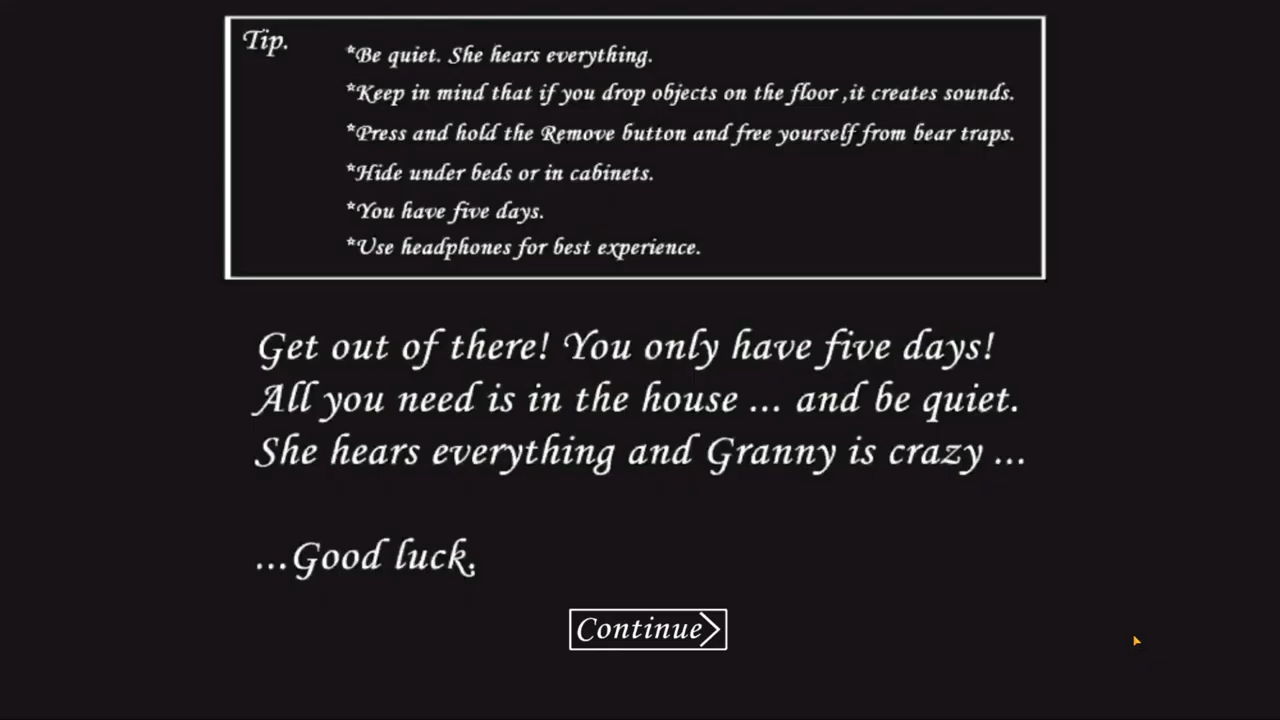 Tip.
*Be quiet. She hears everything.
*Keep in mind that if you drop objects on the floor ,it creates sounds.
*Press and hold the Remove button and free yourself from bear traps.
*Hide under beds or in cabinets.
*You have five days.
*Use headphones for best experience.
Get out of there! You only have five days!
All you need is in the house ... and be quiet.
She hears everything and Granny is crazy ...
...Good luck.
Continue